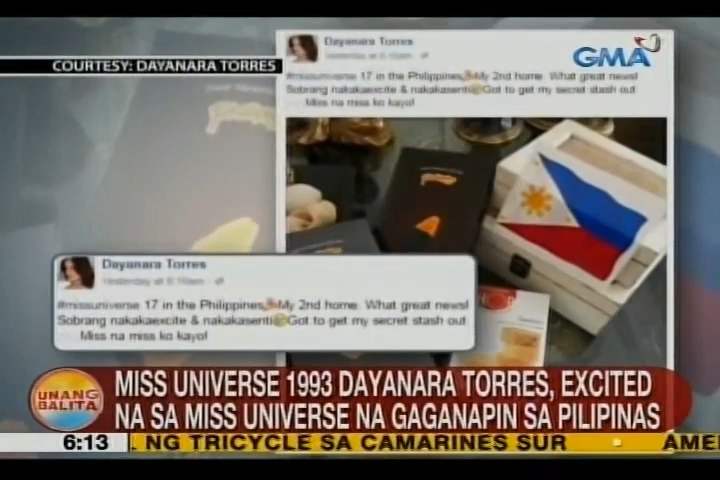 COURTESY: DAYANARA TORRES
GMA
Dayanara Torres
Yesterday at 5:16am
#missuniverse 17 in the Philippines My 2nd home. What great news!
Sobrang nakakaexcite & nakakasenti Got to get my secret stash out
Miss na miss ko kayo!
Dayanara Torres
#missuniverse 17 in the Philippines My 2nd home. What great news!
Sobrang nakakaexcite & nakakasenti Got to get my secret stash out
Miss na miss ko kayo!
UNANG
BALITA
MISS UNIVERSE 1993 DAYANARA TORRES, EXCITED
NA SA MISS UNIVERSE NA GAGANAPIN SA PILIPINAS
6:13
NG TRICYCLE SA CAMARINES SUR